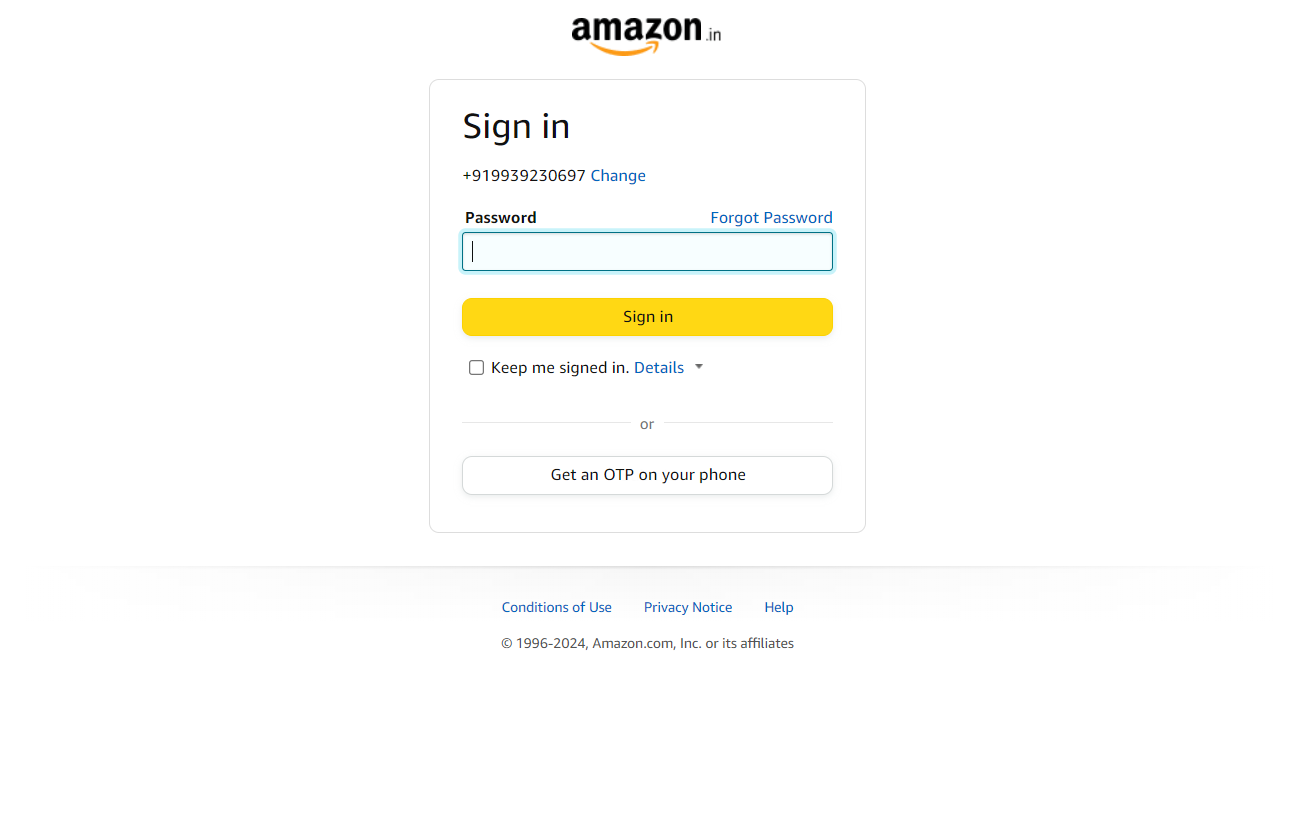 amazon.in
Sign in
+919939230697 Change
Password Forgot Password
Sign in
Keep me signed in. Details
or
Get an OTP on your phone
Conditions of Use Privacy Notice Help
© 1996-2024, Amazon.com, Inc. or its affiliates